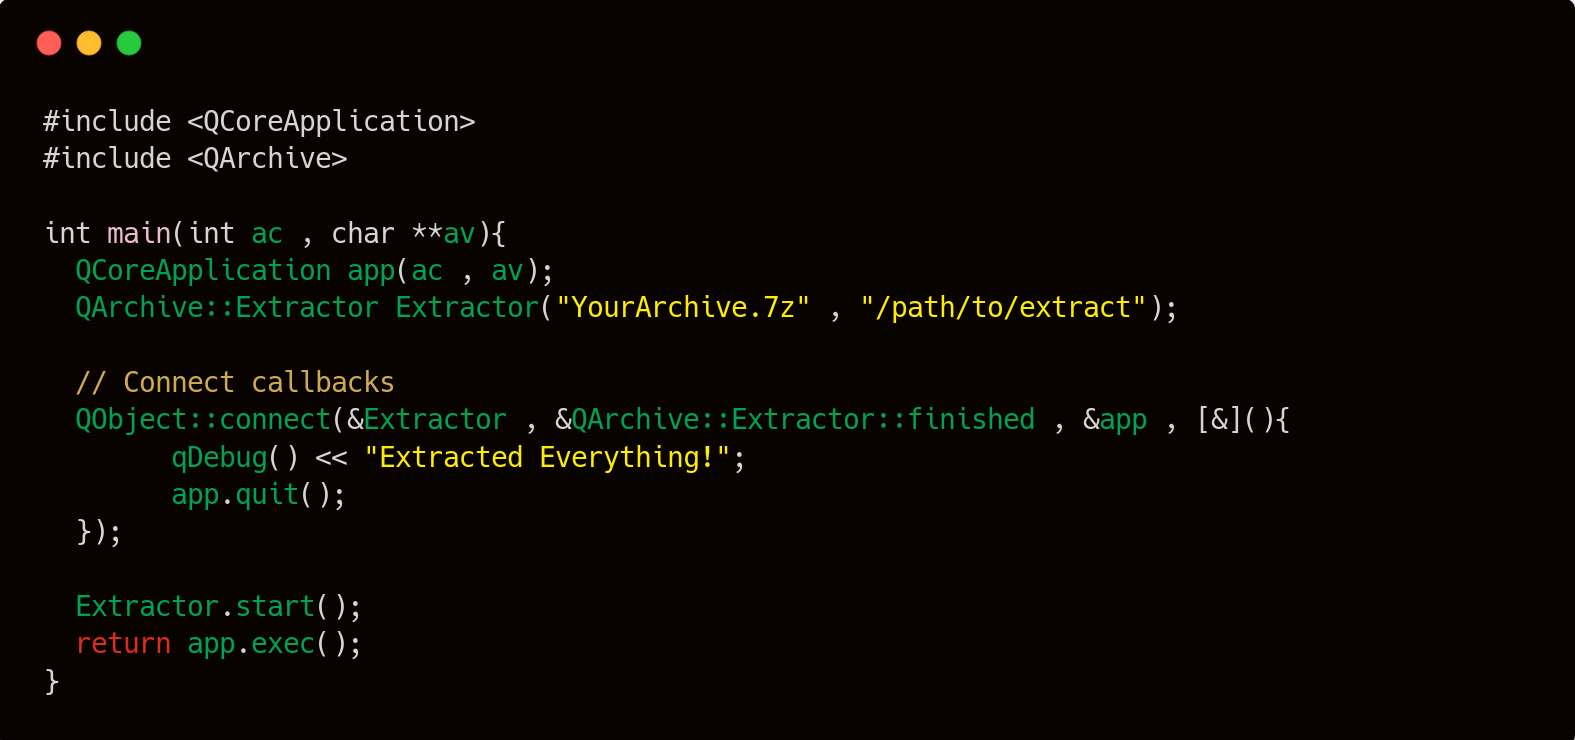 #include <QCoreApplication>
#include <QArchive>

int main(int ac , char **av){
  QCoreApplication app(ac , av);
  QArchive::Extractor Extractor("YourArchive.7z" , "/path/to/extract");

  // Connect callbacks
  QObject::connect(&Extractor , &QArchive::Extractor::finished , &app , [&](){
        qDebug() << "Extracted Everything!";
        app.quit();
  });

  Extractor.start();
  return app.exec();
}